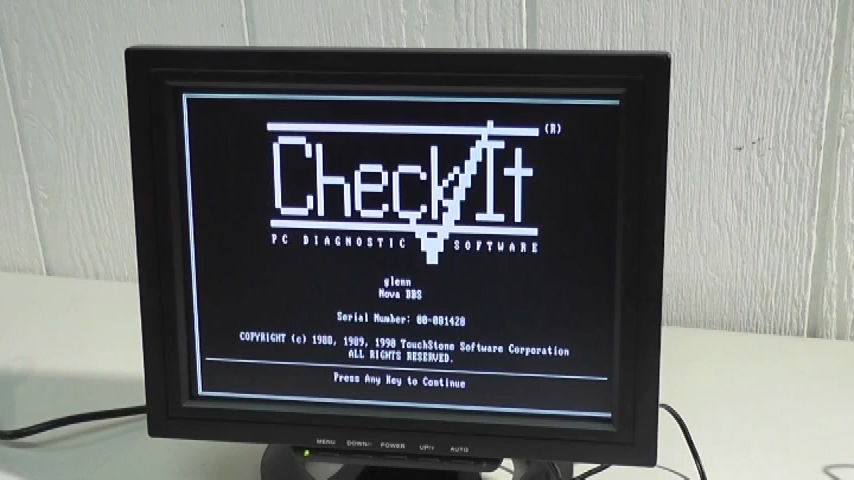 CheckIt (R)
PC DIAGNOSTIC SOFTWARE
glenn
Nova BBS
Serial Number: 00-081420
COPYRIGHT (c) 1988, 1989, 1990 TouchStone Software Corporation
ALL RIGHTS RESERVED.
Press Any Key to Continue
MENU DOWN/- POWER UP/+ AUTO